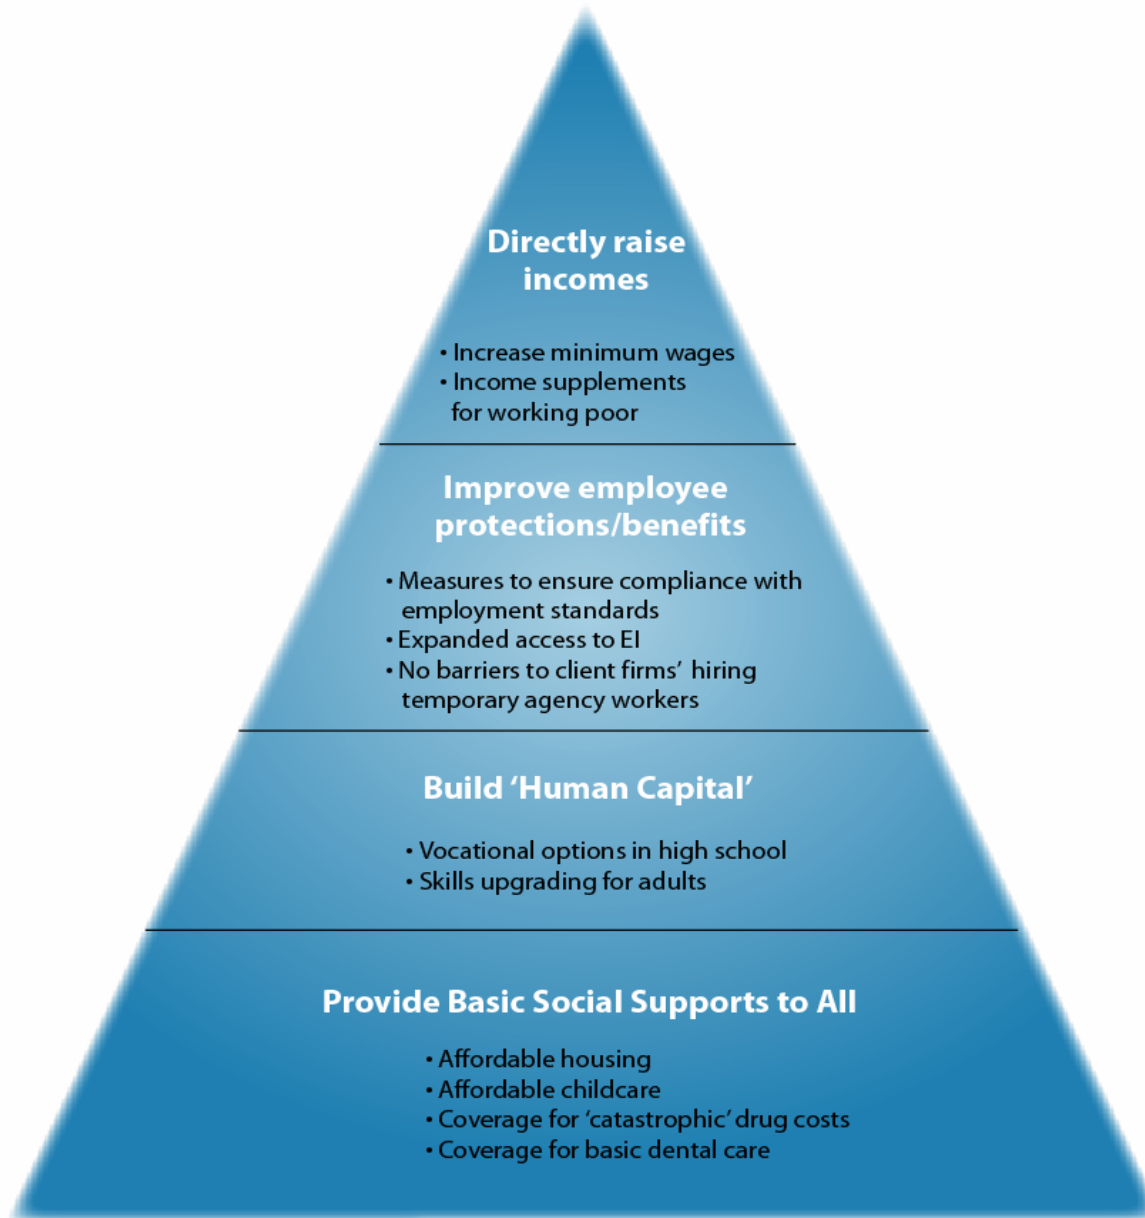 Directly raise
incomes
• Increase minimum wages
• Income supplements
for working poor
Improve employee
protections/benefits
• Measures to ensure compliance with
employment standards
• Expanded access to EI
• No barriers to client firms’ hiring
temporary agency workers
Build ‘Human Capital’
• Vocational options in high school
• Skills upgrading for adults
Provide Basic Social Supports to All
• Affordable housing
• Affordable childcare
• Coverage for ‘catastrophic’ drug costs
• Coverage for basic dental care